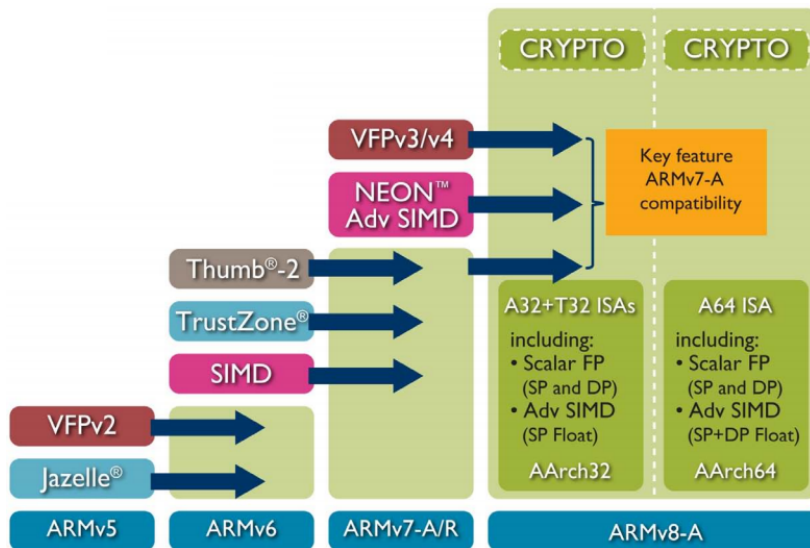 CRYPTO
CRYPTO
VFPv3/v4
Key feature
ARMv7-A
compatibility
NEON™
Adv SIMD
Thumb®-2
TrustZone®
SIMD
A32+T32 ISAs
including:
• Scalar FP
(SP and DP)
• Adv SIMD
(SP Float)
AArch32
A64 ISA
including:
• Scalar FP
(SP and DP)
• Adv SIMD
(SP+DP Float)
AArch64
VFPv2
Jazelle®
ARMv5
ARMv6
ARMv7-A/R
ARMv8-A